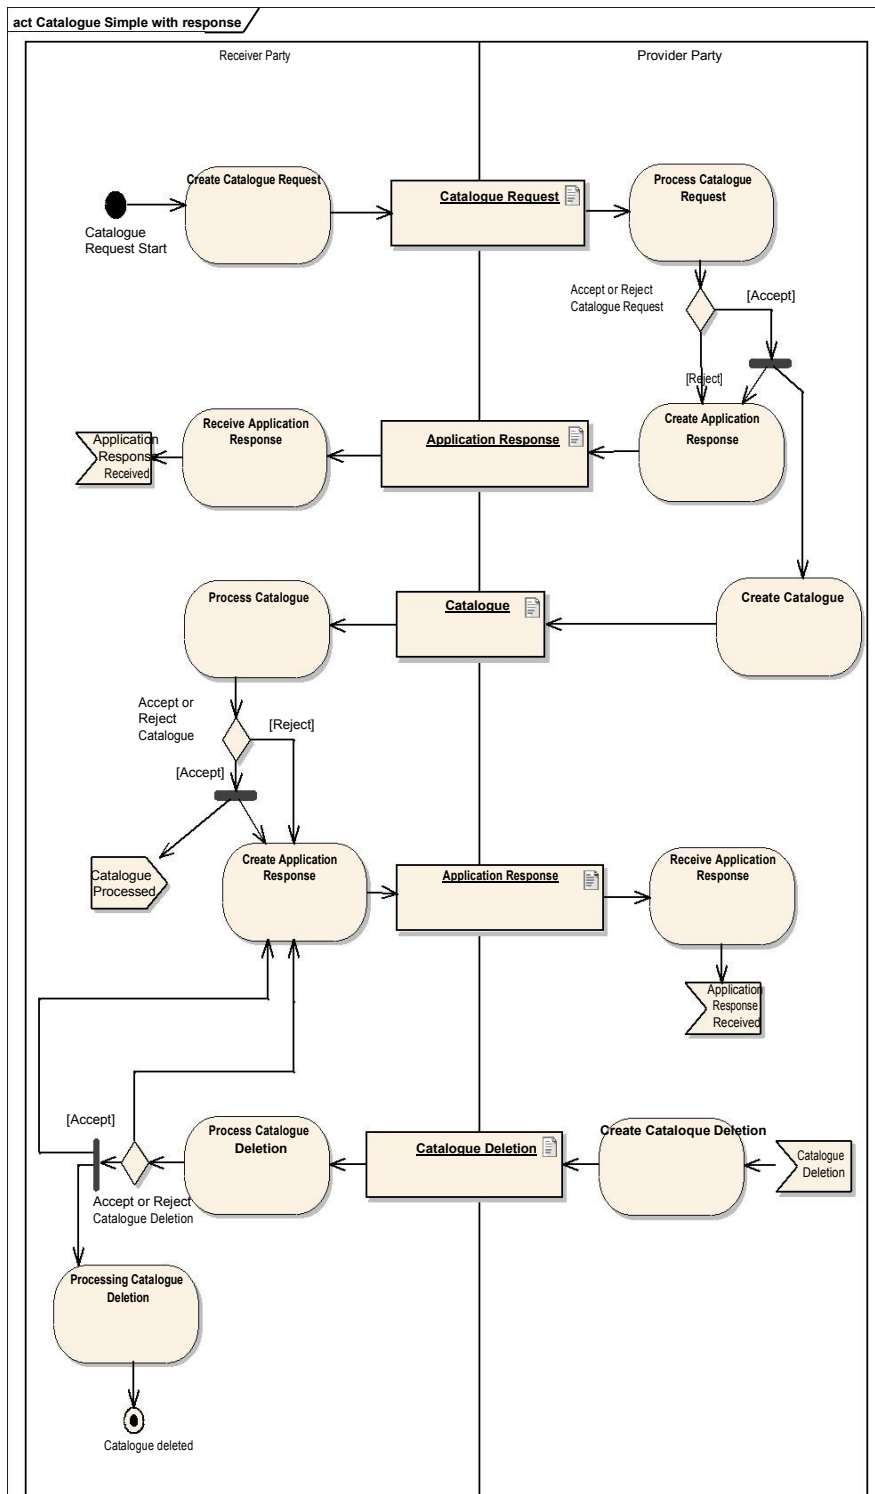 act Catalogue Simple with response
Receiver Party
Provider Party
Create Catalogue Request
Catalogue Request
Process Catalogue
Request
Catalogue
Request Start
Accept or Reject
Catalogue Request
[Accept]
[Reject]
Application
Response
Received
Receive Application
Response
Application Response
Create Application
Response
Process Catalogue
Catalogue
Create Catalogue
Accept or
Reject
Catalogue
[Reject]
[Accept]
Catalogue
Processed
Create Application
Response
Application Response
Receive Application
Response
Application
Response
Received
[Accept]
Process Catalogue
Deletion
Catalogue Deletion
Create Cataloque Deletion
Catalogue
Deletion
Accept or Reject
Catalogue Deletion
Processing Catalogue
Deletion
Catalogue deleted